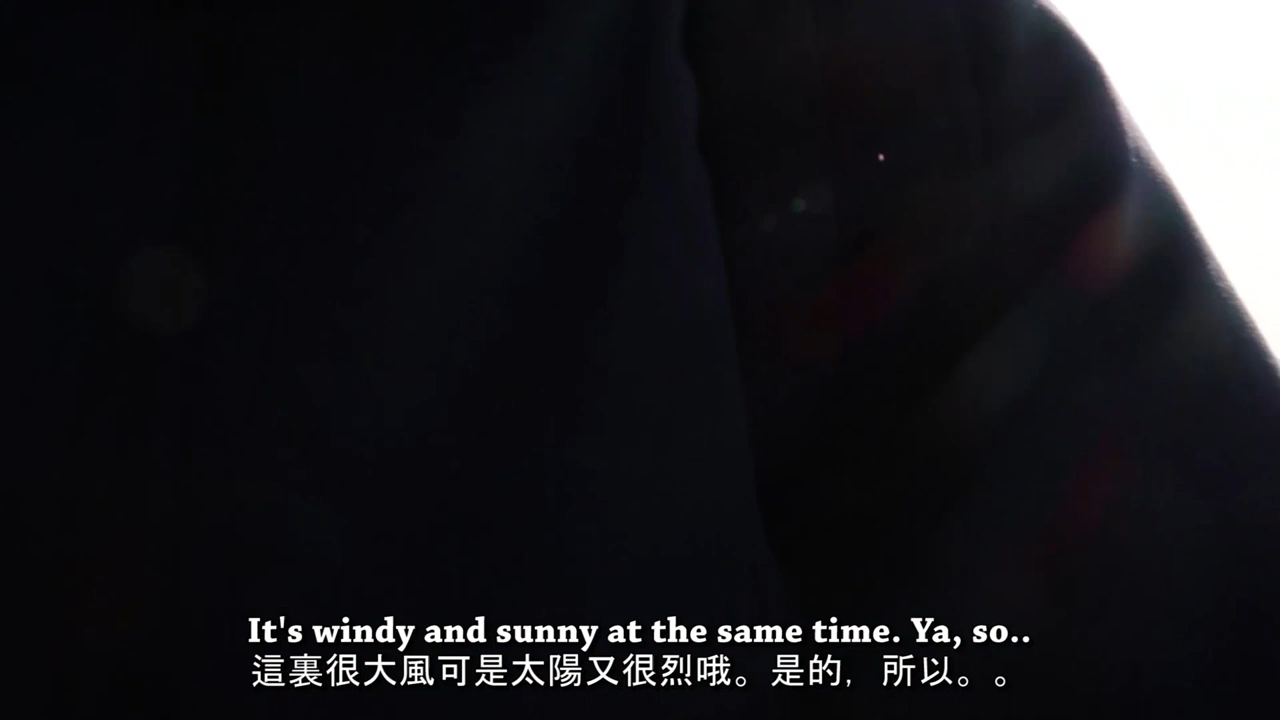 It's windy and sunny at the same time. Ya, so..
這裏很大風可是太陽又很烈哦。是的，所以。。